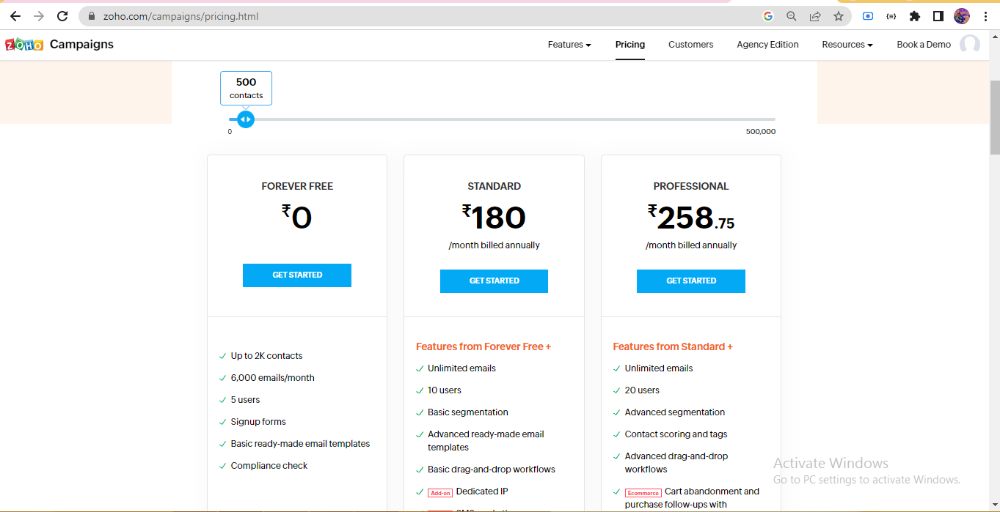 zoho.com/campaigns/pricing.html
ZOHO Campaigns
Features Pricing Customers Agency Edition Resources Book a Demo
500
contacts
0 500,000
FOREVER FREE
₹0
GET STARTED
Up to 2K contacts
6,000 emails/month
5 users
Signup forms
Basic ready-made email templates
Compliance check
STANDARD
₹180
/month billed annually
GET STARTED
Features from Forever Free +
Unlimited emails
10 users
Basic segmentation
Advanced ready-made email
templates
Basic drag-and-drop workflows
Add-on Dedicated IP
PROFESSIONAL
₹258.75
/month billed annually
GET STARTED
Features from Standard +
Unlimited emails
20 users
Advanced segmentation
Contact scoring and tags
Advanced drag-and-drop
workflows
Ecommerce Cart abandonment and
purchase follow-ups with
Activate Windows
Go to PC settings to activate Windows.